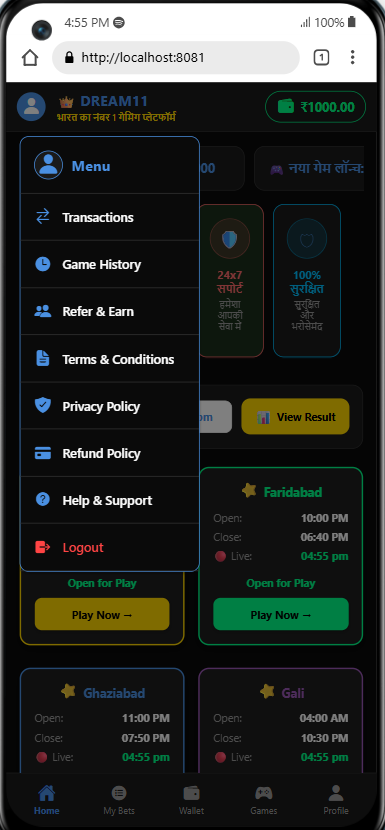 4:55 PM
100%
http://localhost:8081
1
DREAM11
भारत का नंबर 1 गेमिंग प्लेटफॉर्म
₹1000.00
Menu
00
नया गेम लॉन्च:
Transactions
Game History
Refer & Earn
Terms & Conditions
Privacy Policy
Refund Policy
Help & Support
Logout
24x7
सपोर्ट
हमेशा
आपकी
सेवा में
100%
सुरक्षित
सुरक्षित
और
भरोसेमंद
om
View Result
Faridabad
Open: 10:00 PM
Close: 06:40 PM
Live: 04:55 pm
Open for Play
Open for Play
Play Now →
Play Now →
Ghaziabad
Open: 11:00 PM
Close: 07:50 PM
Live: 04:55 pm
Gali
Open: 04:00 AM
Close: 10:30 PM
Live: 04:55 pm
Home
My Bets
Wallet
Games
Profile